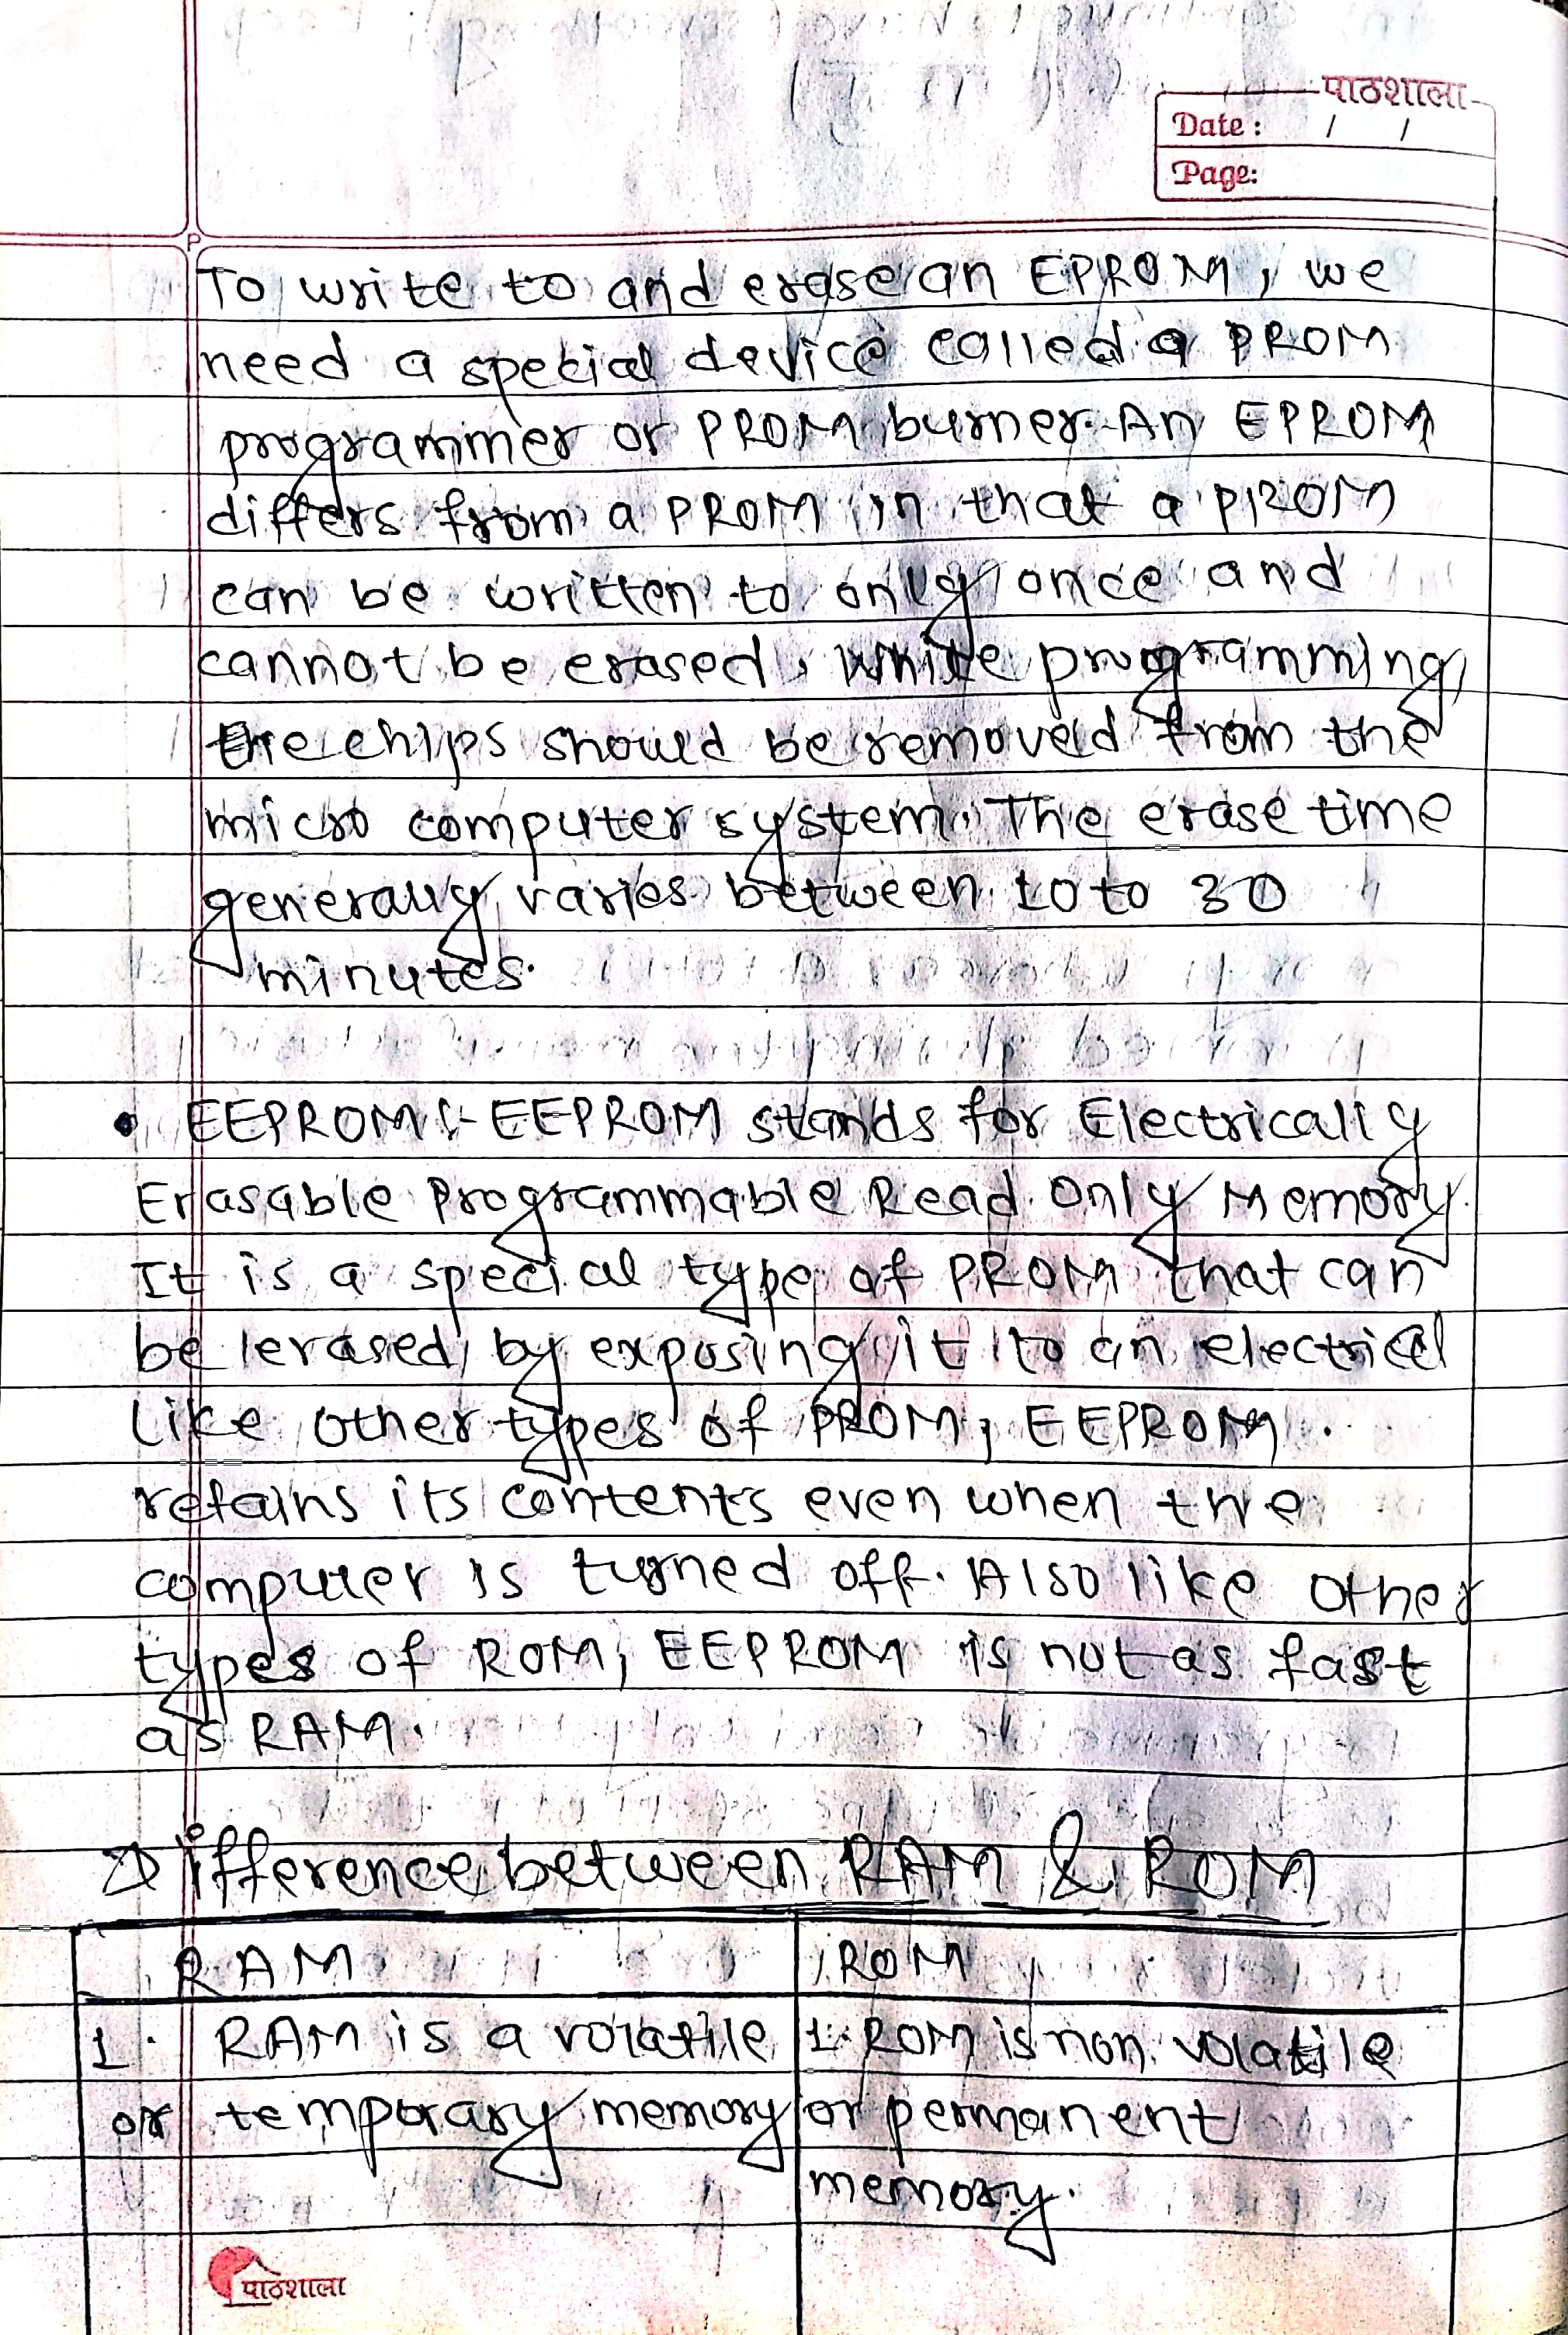 पाठशाला
Date : / /
Page:
To write to and erase an EPROM, we
need a special device called a PROM
programmer or PROM burner. An EPROM
differs from a PROM in that a PROM
can be written to only once and
cannot be erased. While programming,
the chips should be removed from the
micro computer system. The erase time
generally varies between 10 to 30
minutes.
• EEPROM :- EEPROM stands for Electrically
Erasable Programmable Read Only Memory.
It is a special type of PROM that can
be erased by exposing it to an electrical
like other types of PROM, EEPROM
retains its contents even when the
computer is turned off. Also like other
types of ROM, EEPROM is not as fast
as RAM.
Difference between RAM & ROM
RAM ROM
1. RAM is a volatile 1. ROM is non volatile
or temporary memory or permanent
memory.
पाठशाला